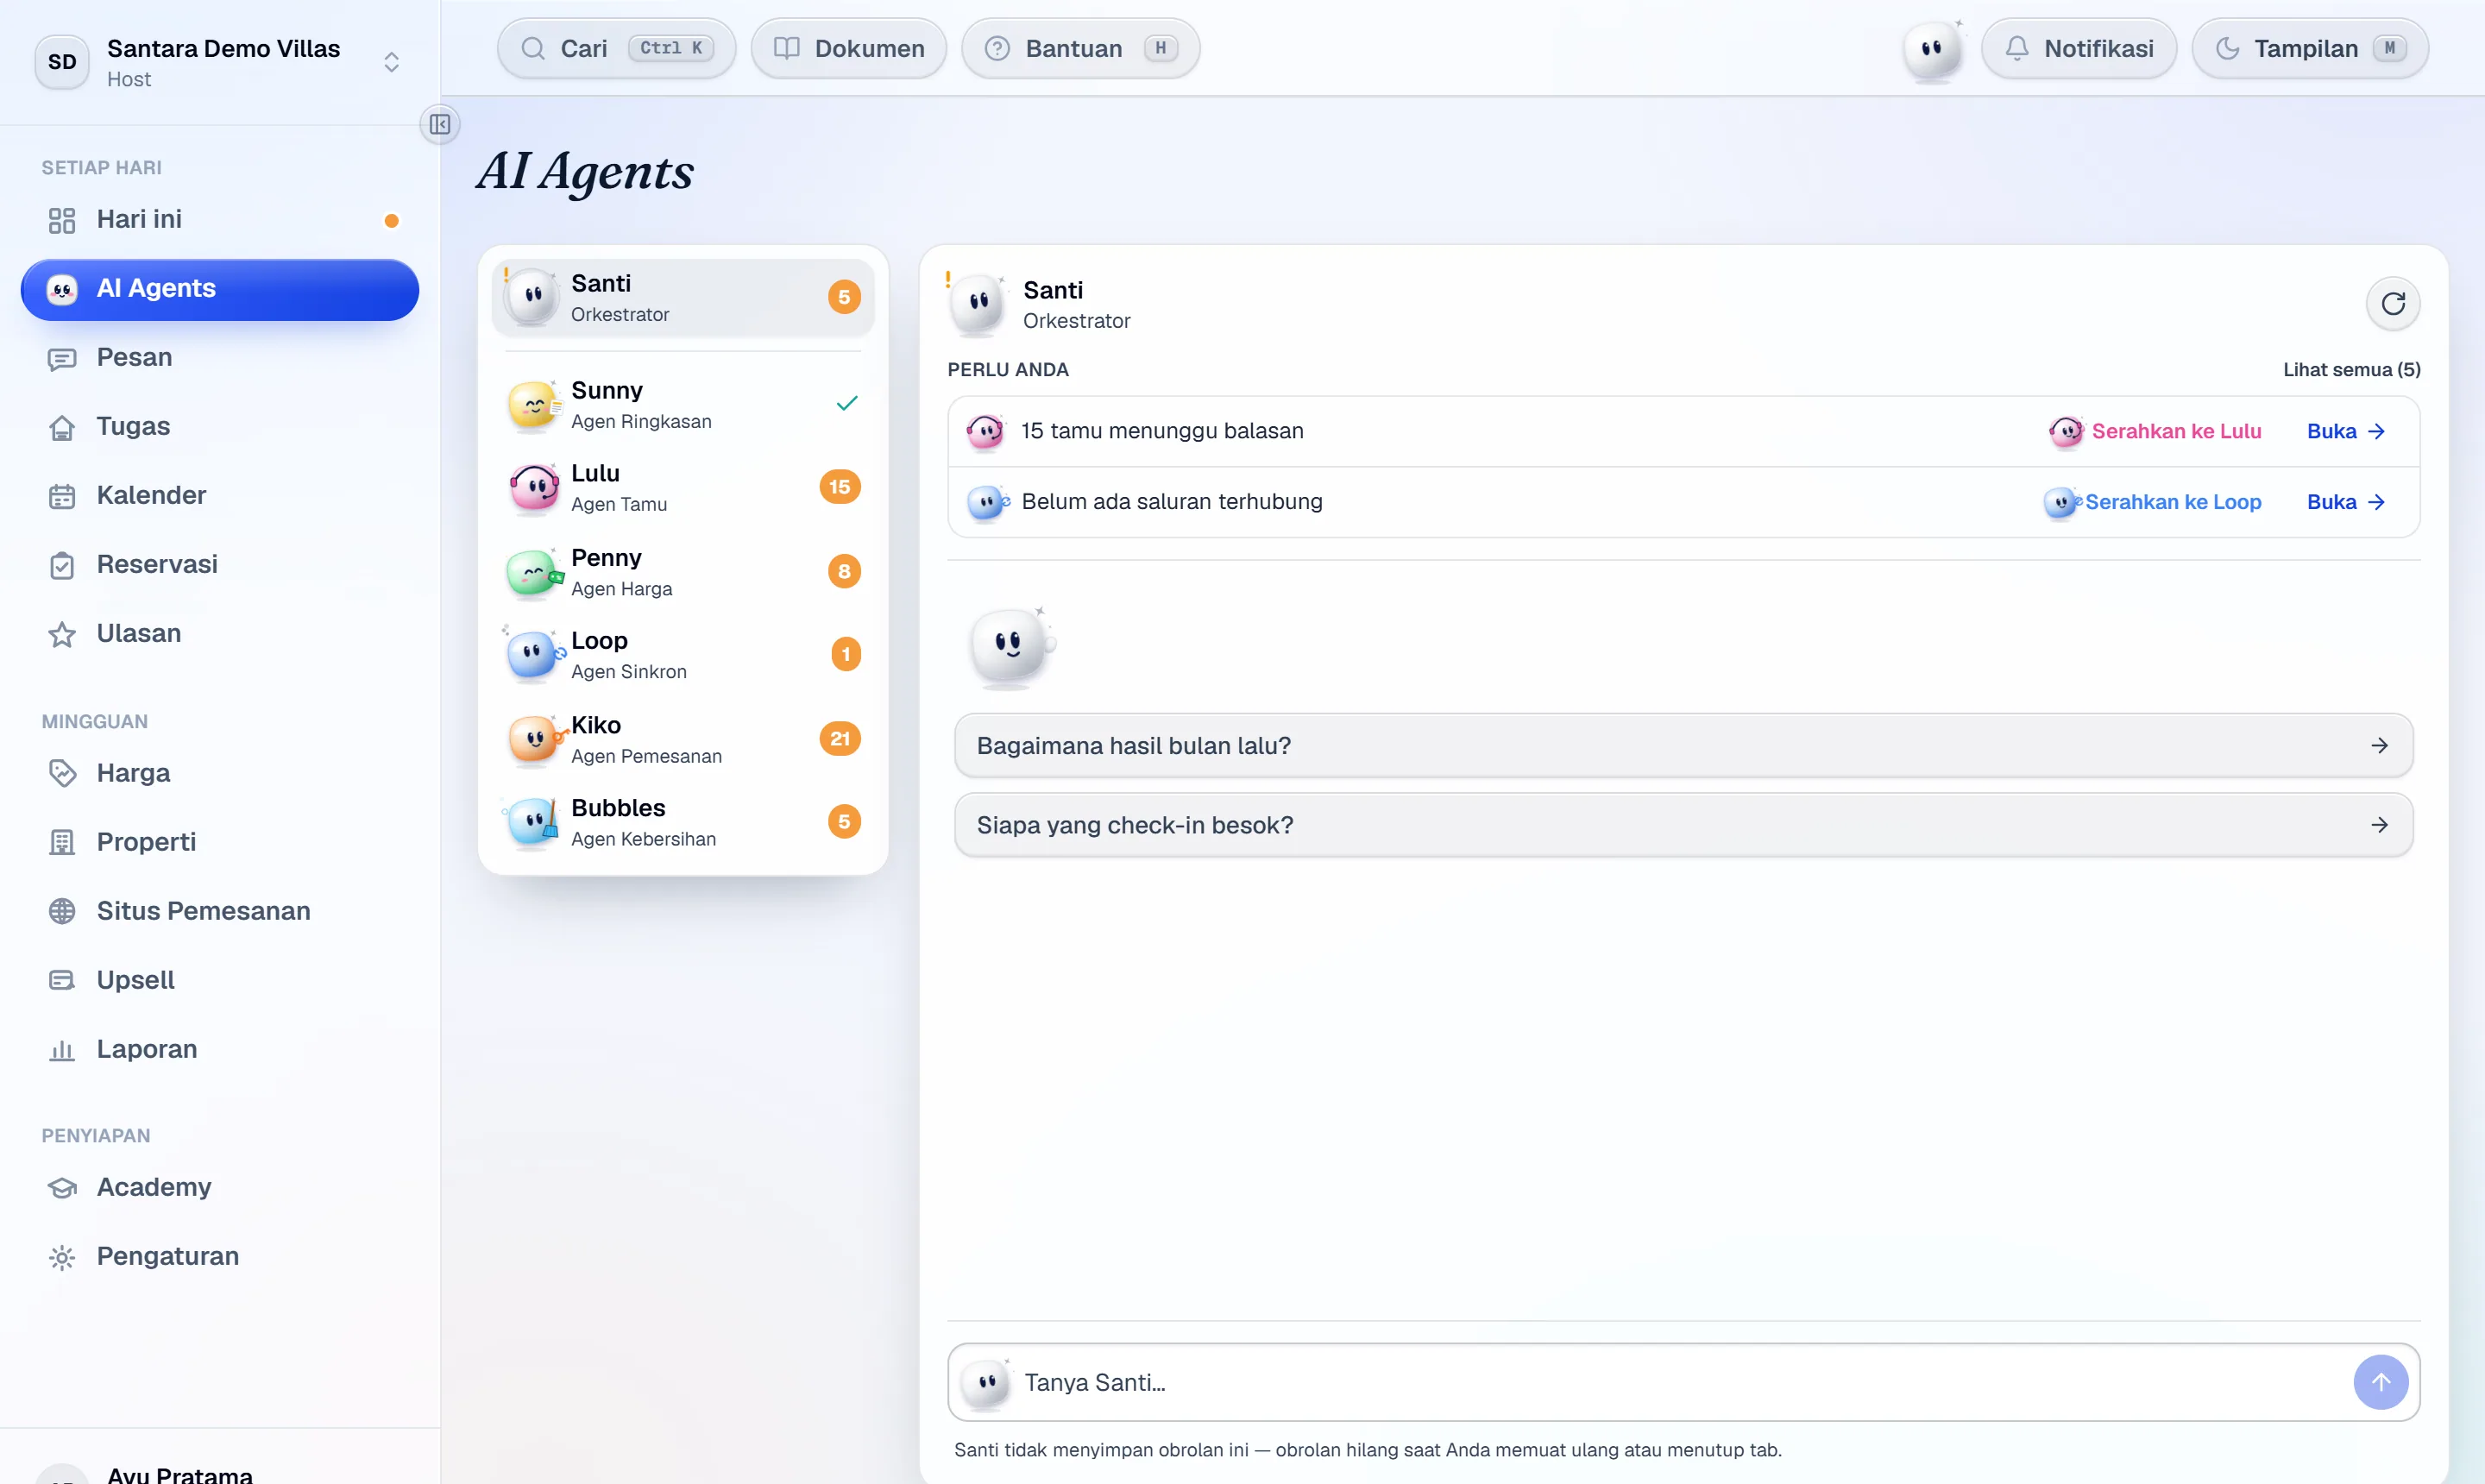 SD
Santara Demo Villas
Host
Cari Ctrl K
Dokumen
Bantuan H
Notifikasi
Tampilan M
SETIAP HARI
Hari ini
AI Agents
Pesan
Tugas
Kalender
Reservasi
Ulasan
MINGGUAN
Harga
Properti
Situs Pemesanan
Upsell
Laporan
PENYIAPAN
Academy
Pengaturan
Ayu Pratama
AI Agents
Santi
Orkestrator
5
Sunny
Agen Ringkasan
Lulu
Agen Tamu
15
Penny
Agen Harga
8
Loop
Agen Sinkron
1
Kiko
Agen Pemesanan
21
Bubbles
Agen Kebersihan
5
Santi
Orkestrator
PERLU ANDA
Lihat semua (5)
15 tamu menunggu balasan
Serahkan ke Lulu
Buka
Belum ada saluran terhubung
Serahkan ke Loop
Buka
Bagaimana hasil bulan lalu?
Siapa yang check-in besok?
Tanya Santi...
Santi tidak menyimpan obrolan ini — obrolan hilang saat Anda memuat ulang atau menutup tab.